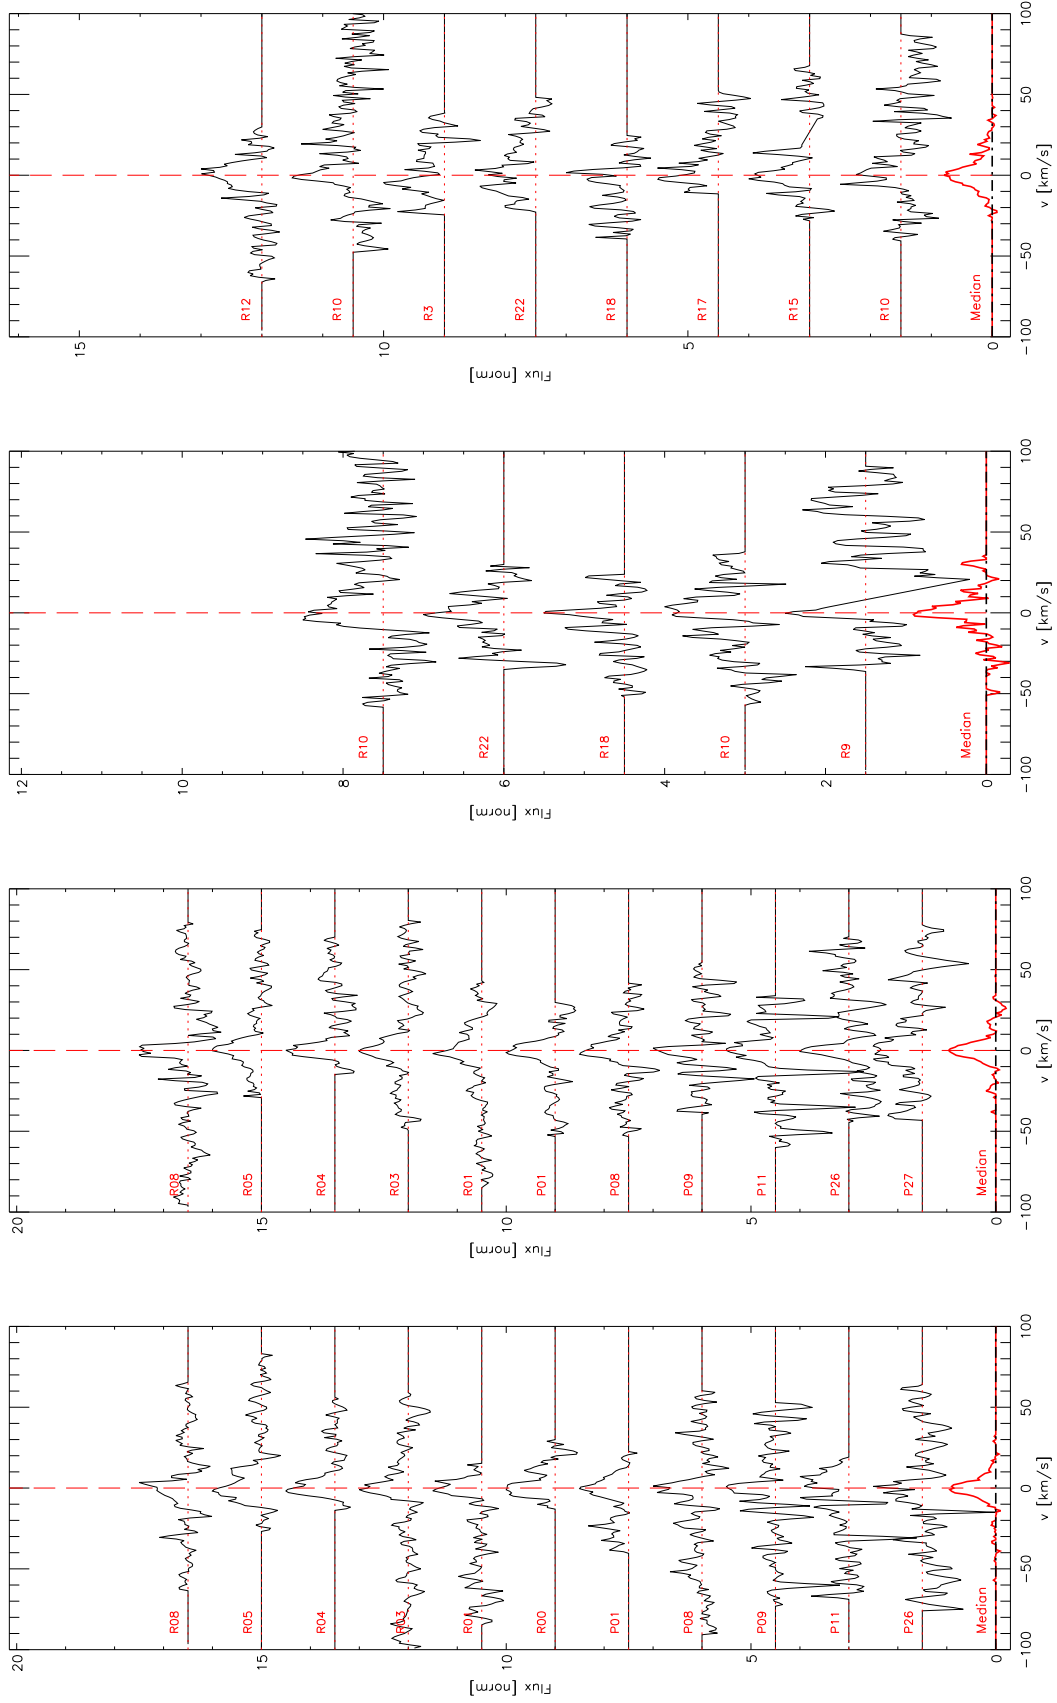 Flux [norm]
20
15
10
5
0
R08
R05
R04
R03
R01
R00
P01
P08
P09
P11
P26
Median
-100
-50
0
50
100
v [km/s]
Flux [norm]
20
15
10
5
0
R08
R05
R04
R03
R01
P01
P08
P09
P11
P26
P27
Median
-100
-50
0
50
100
v [km/s]
Flux [norm]
12
10
8
6
4
2
0
R10
R22
R18
R10
R9
Median
-100
-50
0
50
100
v [km/s]
Flux [norm]
15
10
5
0
R12
R10
R3
R22
R18
R17
R15
R10
Median
-100
-50
0
50
100
v [km/s]